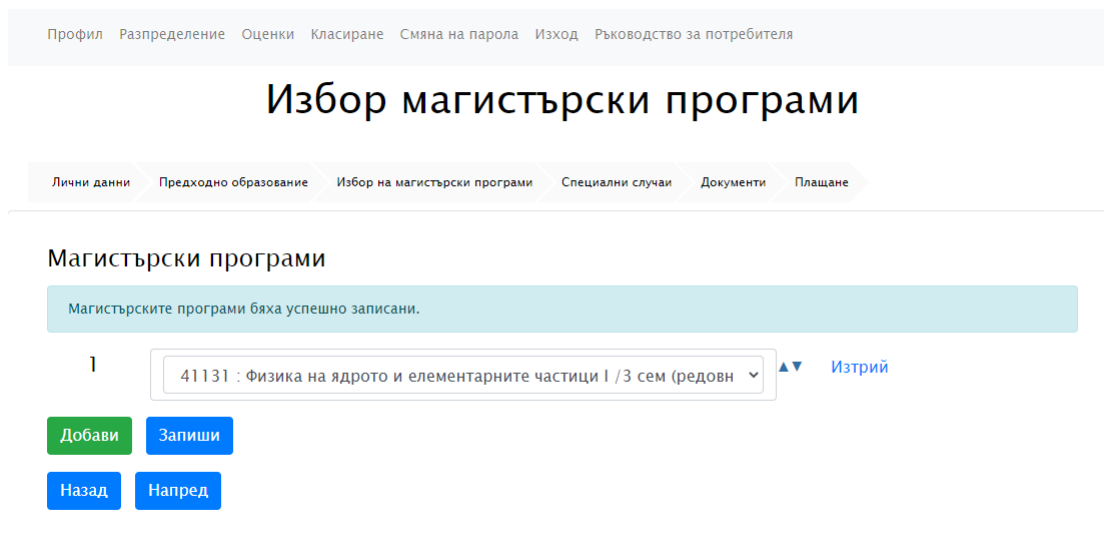 Профил Разпределение Оценки Класиране Смяна на парола Изход Ръководство за потребителя
Избор магистърски програми
Лични данни Предходно образование Избор на магистърски програми Специални случаи Документи Плащане
Магистърски програми
Магистърските програми бяха успешно записани.
1 41131 : Физика на ядрото и елементарните частици I /3 сем (редовн ▲▼ Изтрий
Добави Запиши
Назад Напред